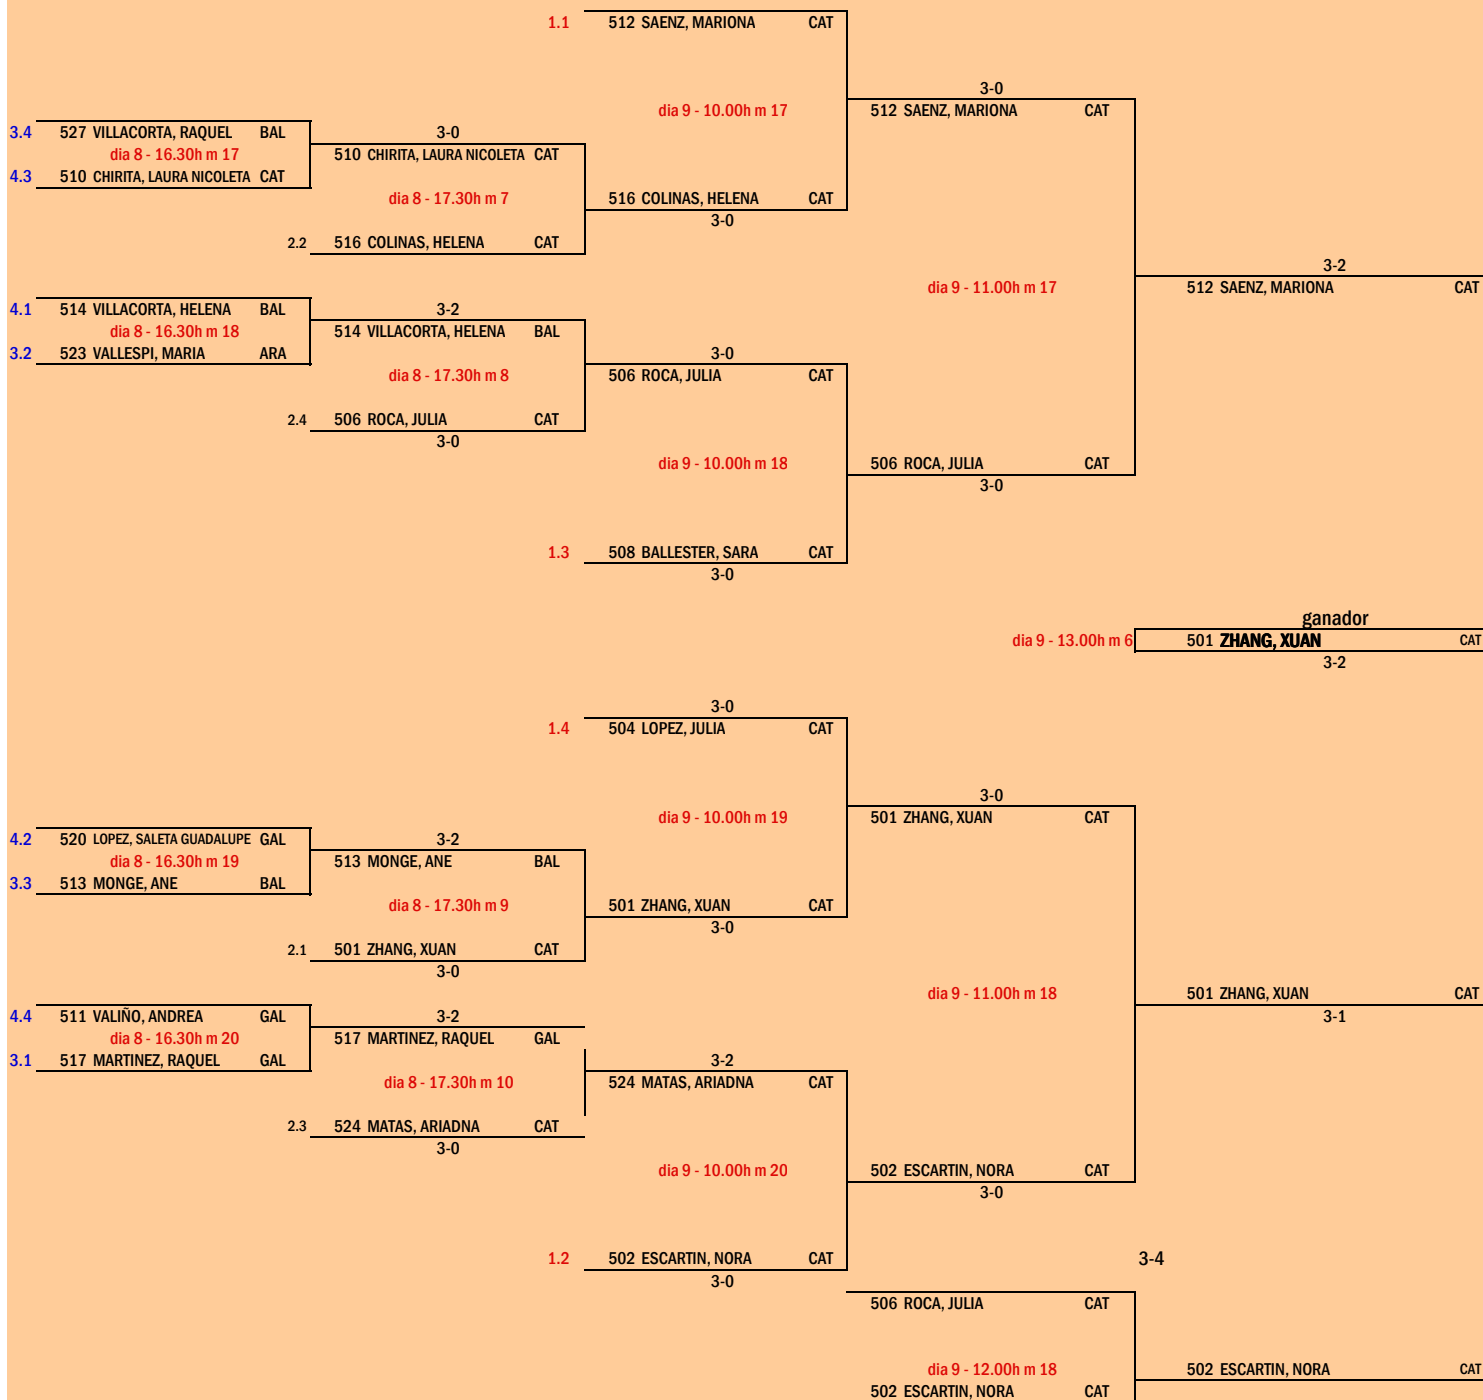 1.1 512 SAENZ, MARIONA CAT
3-0
dia 9 - 10.00h m 17 512 SAENZ, MARIONA CAT
3.4 527 VILLACORTA, RAQUEL BAL 3-0
dia 8 - 16.30h m 17 510 CHIRITA, LAURA NICOLETA CAT
4.3 510 CHIRITA, LAURA NICOLETA CAT
dia 8 - 17.30h m 7 516 COLINAS, HELENA CAT
3-0
2.2 516 COLINAS, HELENA CAT
3-2
dia 9 - 11.00h m 17 512 SAENZ, MARIONA CAT
4.1 514 VILLACORTA, HELENA BAL 3-2
dia 8 - 16.30h m 18 514 VILLACORTA, HELENA BAL
3.2 523 VALLESPI, MARIA ARA 3-0
dia 8 - 17.30h m 8 506 ROCA, JULIA CAT
2.4 506 ROCA, JULIA CAT
3-0
dia 9 - 10.00h m 18 506 ROCA, JULIA CAT
3-0
1.3 508 BALLESTER, SARA CAT
3-0
ganador
dia 9 - 13.00h m 6 501 ZHANG, XUAN CAT
3-2
3-0
1.4 504 LOPEZ, JULIA CAT
3-0
dia 9 - 10.00h m 19 501 ZHANG, XUAN CAT
4.2 520 LOPEZ, SALETA GUADALUPE GAL 3-2
dia 8 - 16.30h m 19 513 MONGE, ANE BAL
3.3 513 MONGE, ANE BAL
dia 8 - 17.30h m 9 501 ZHANG, XUAN CAT
3-0
2.1 501 ZHANG, XUAN CAT
3-0
dia 9 - 11.00h m 18 501 ZHANG, XUAN CAT
4.4 511 VALIÑO, ANDREA GAL 3-2 3-1
dia 8 - 16.30h m 20 517 MARTINEZ, RAQUEL GAL
3.1 517 MARTINEZ, RAQUEL GAL 3-2
dia 8 - 17.30h m 10 524 MATAS, ARIADNA CAT
2.3 524 MATAS, ARIADNA CAT
3-0
dia 9 - 10.00h m 20 502 ESCARTIN, NORA CAT
3-0
1.2 502 ESCARTIN, NORA CAT 3-4
3-0
506 ROCA, JULIA CAT
dia 9 - 12.00h m 18 502 ESCARTIN, NORA CAT
502 ESCARTIN, NORA CAT